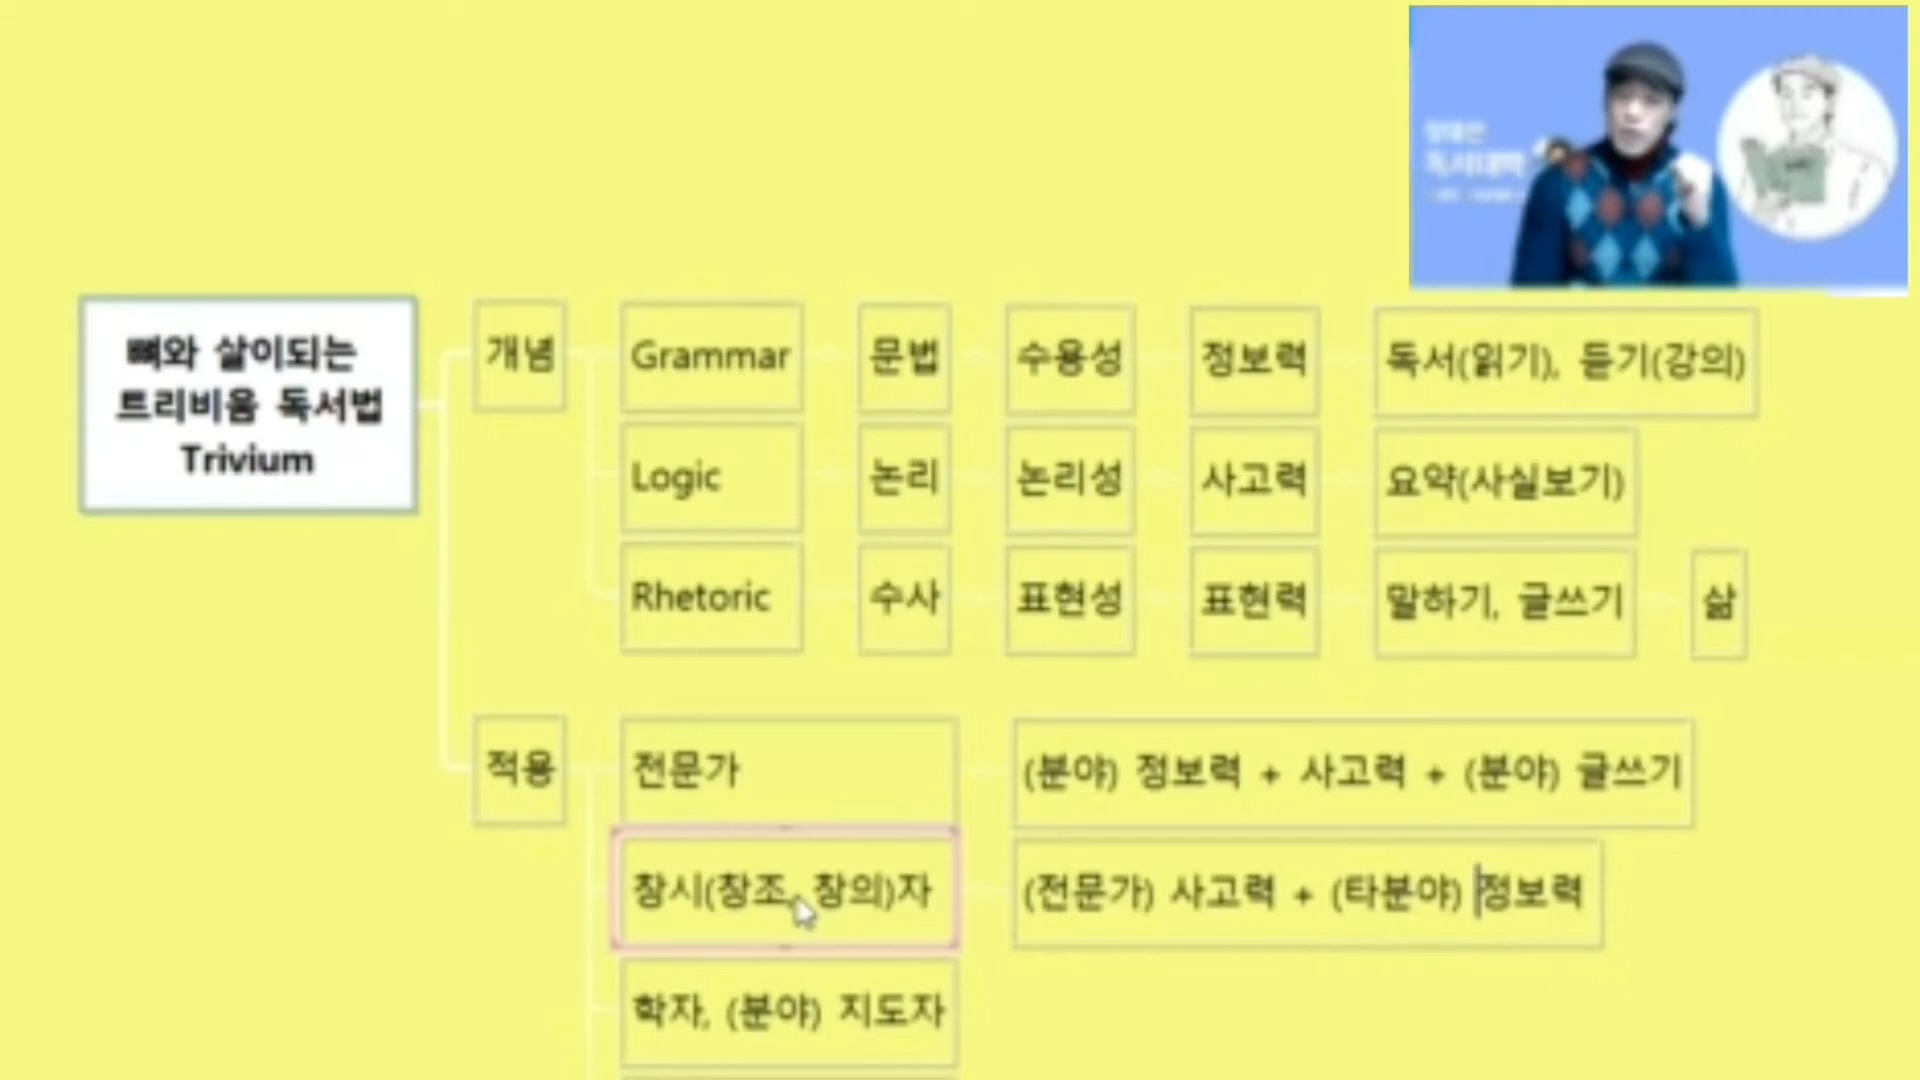 뼈와 살이되는
트리비움 독서법
Trivium
개념
Grammar
문법
수용성
정보력
독서(읽기), 듣기(강의)
Logic
논리
논리성
사고력
요약(사실보기)
Rhetoric
수사
표현성
표현력
말하기, 글쓰기
삶
적용
전문가
(분야) 정보력 + 사고력 + (분야) 글쓰기
창시(창조, 창의)자
(전문가) 사고력 + (타분야) 정보력
학자, (분야) 지도자
독서대학